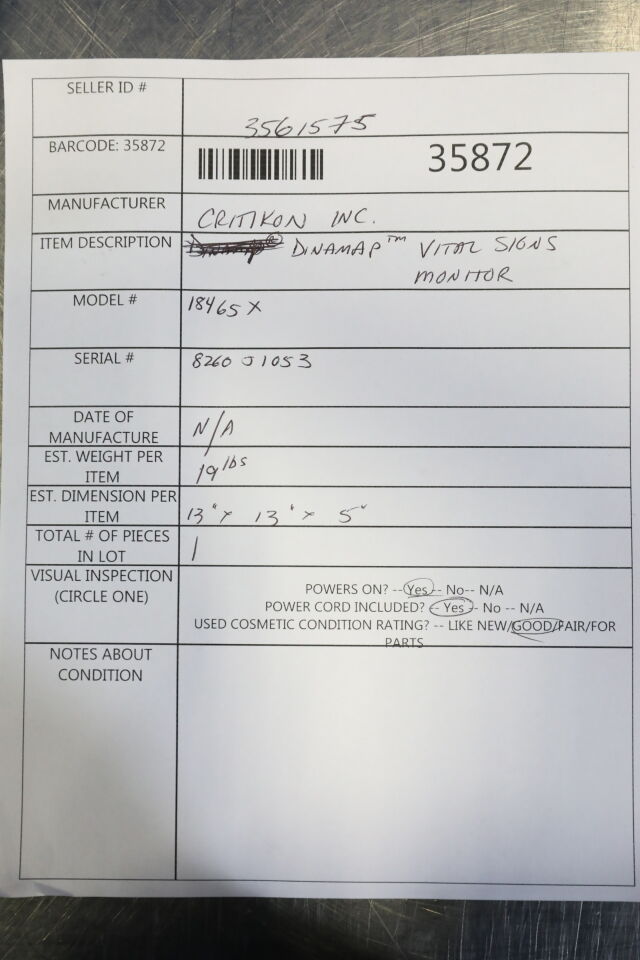 SELLER ID #
3561575
BARCODE: 35872
35872
MANUFACTURER
CRITIKON INC.
ITEM DESCRIPTION
DINAMAP™ VITAL SIGNS
MONITOR
MODEL #
18465X
SERIAL #
8260 J1053
DATE OF
MANUFACTURE
N/A
EST. WEIGHT PER
ITEM
19 lbs
EST. DIMENSION PER
ITEM
13" x 13" x 5"
TOTAL # OF PIECES
IN LOT
1
VISUAL INSPECTION
(CIRCLE ONE)
POWERS ON? --Yes-- No-- N/A
POWER CORD INCLUDED? -- Yes -- No -- N/A
USED COSMETIC CONDITION RATING? -- LIKE NEW/GOOD/FAIR/FOR
PARTS
NOTES ABOUT
CONDITION